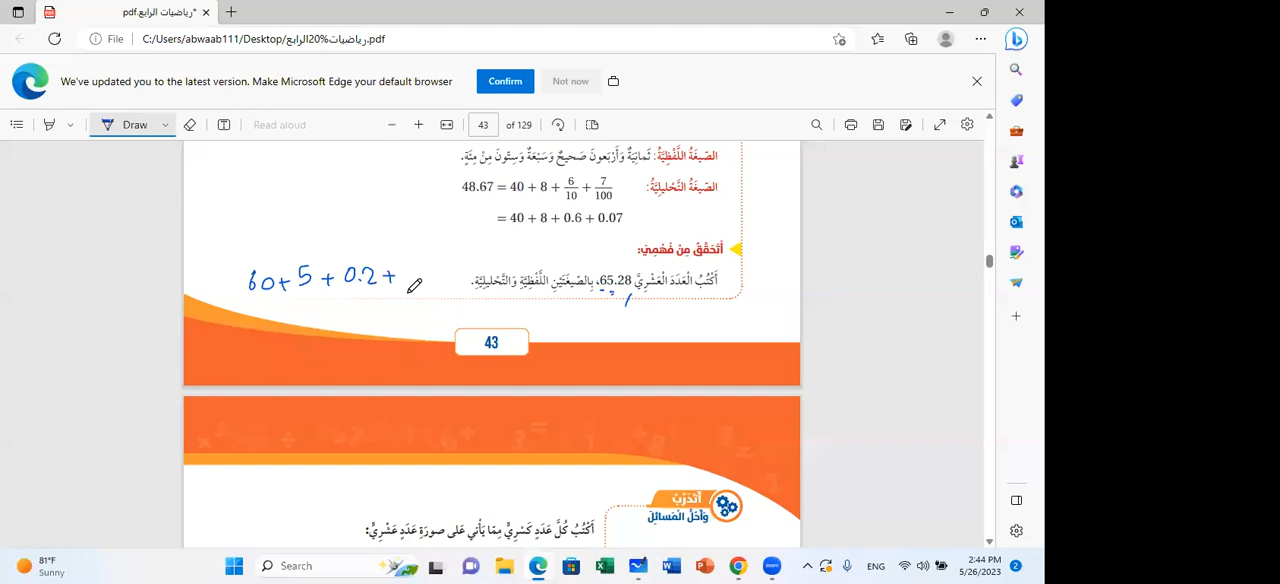 رياضيات الرابع.pdf*
File C:/Users/abwaab111/Desktop/رياضيات%20الرابع.pdf
We've updated you to the latest version. Make Microsoft Edge your default browser Confirm Not now
Draw Read aloud 43 of 129
الصّيغَةُ اللَّفْظِيَّةُ: ثَمانِيَةٌ وَأَرْبَعونَ صَحيحٌ وَسَبْعَةٌ وَسِتّونَ مِنْ مِئَةٍ.
الصّيغَةُ التَّحْليلِيَّةُ: 48.67 = 40 + 8 + 6/10 + 7/100
= 40 + 8 + 0.6 + 0.07
أَتَحَقَّقُ مِنْ فَهْمِيَ:
أَكْتُبُ الْعَدَدَ الْعَشْرِيَّ 65.28، بِالصّيغَتَيْنِ اللَّفْظِيَّةِ وَالتَّحْليلِيَّةِ.
60+ 5 + 0.2 +
43
أَتَدَرَّبُ
وَأَحُلُّ الْمَسائِلَ
أَكْتُبُ كُلَّ عَدَدٍ كَسْرِيٍّ مِمّا يَأْتي عَلى صورَةِ عَدَدٍ عَشْرِيٍّ:
81°F
Sunny
Search
ENG
2:44 PM
5/26/2023
2